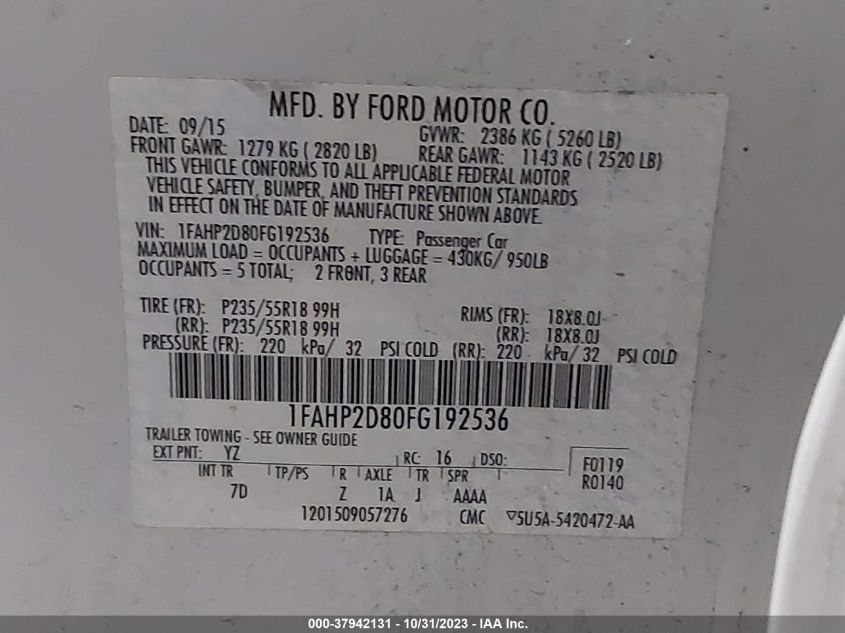 MFD. BY FORD MOTOR CO.
DATE: 09/15 GVWR: 2386 KG ( 5260 LB)
FRONT GAWR: 1279 KG ( 2820 LB) REAR GAWR: 1143 KG ( 2520 LB)
THIS VEHICLE CONFORMS TO ALL APPLICABLE FEDERAL MOTOR
VEHICLE SAFETY, BUMPER, AND THEFT PREVENTION STANDARDS
IN EFFECT ON THE DATE OF MANUFACTURE SHOWN ABOVE.
VIN: 1FAHP2D80FG192536 TYPE: Passenger Car
MAXIMUM LOAD = OCCUPANTS + LUGGAGE = 430KG/ 950LB
OCCUPANTS = 5 TOTAL; 2 FRONT, 3 REAR
TIRE (FR): P235/55R18 99H RIMS (FR): 18X8.0J
(RR): P235/55R18 99H (RR): 18X8.0J
PRESSURE (FR): 220 kPa/ 32 PSI COLD (RR): 220 kPa/ 32 PSI COLD
1FAHP2D80FG192536
TRAILER TOWING - SEE OWNER GUIDE
EXT PNT: YZ RC: 16 DSO: F0119
INT TR TP/PS R AXLE TR SPR R0140
7D Z 1A J AAAA
1201509057276 CMC ▽5U5A-5420472-AA
000-37942131 - 10/31/2023 - IAA Inc.